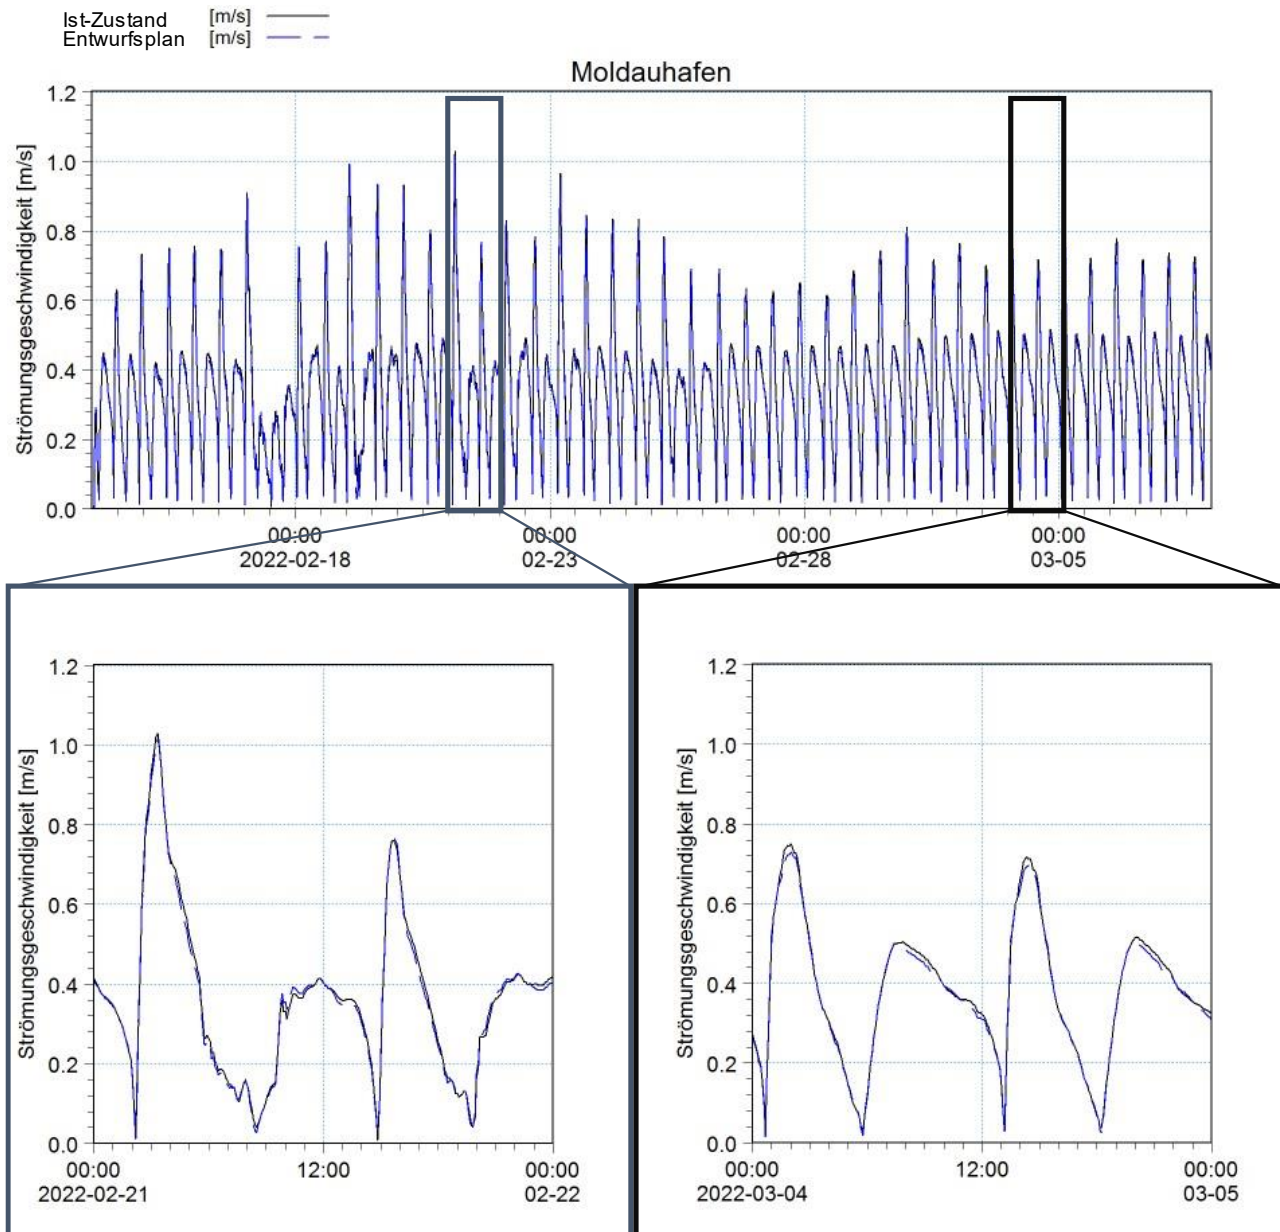 Ist-Zustand [m/s]
Entwurfsplan [m/s]
Moldauhafen
Strömungsgeschwindigkeit [m/s]
1.2
1.0
0.8
0.6
0.4
0.2
0.0
00:00 00:00 00:00 00:00
2022-02-18 02-23 02-28 03-05
Strömungsgeschwindigkeit [m/s]
1.2
1.0
0.8
0.6
0.4
0.2
0.0
00:00 12:00 00:00
2022-02-21 02-22
Strömungsgeschwindigkeit [m/s]
1.2
1.0
0.8
0.6
0.4
0.2
0.0
00:00 12:00 00:00
2022-03-04 03-05